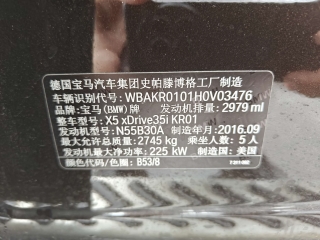 德国宝马汽车集团史帕滕博格工厂制造
车辆识别代号: WBAKR0101H0V03476
品牌: 宝马(BMW)牌 发动机排量: 2979 ml
整车型号: X5 xDrive35i KR01
发动机型号: N55B30A 制造年月: 2016.09
最大允许总质量: 2745 kg 乘坐人数: 5人
发动机最大净功率: 225 kW 制造国: 美国
颜色代码/色圈: B53/8